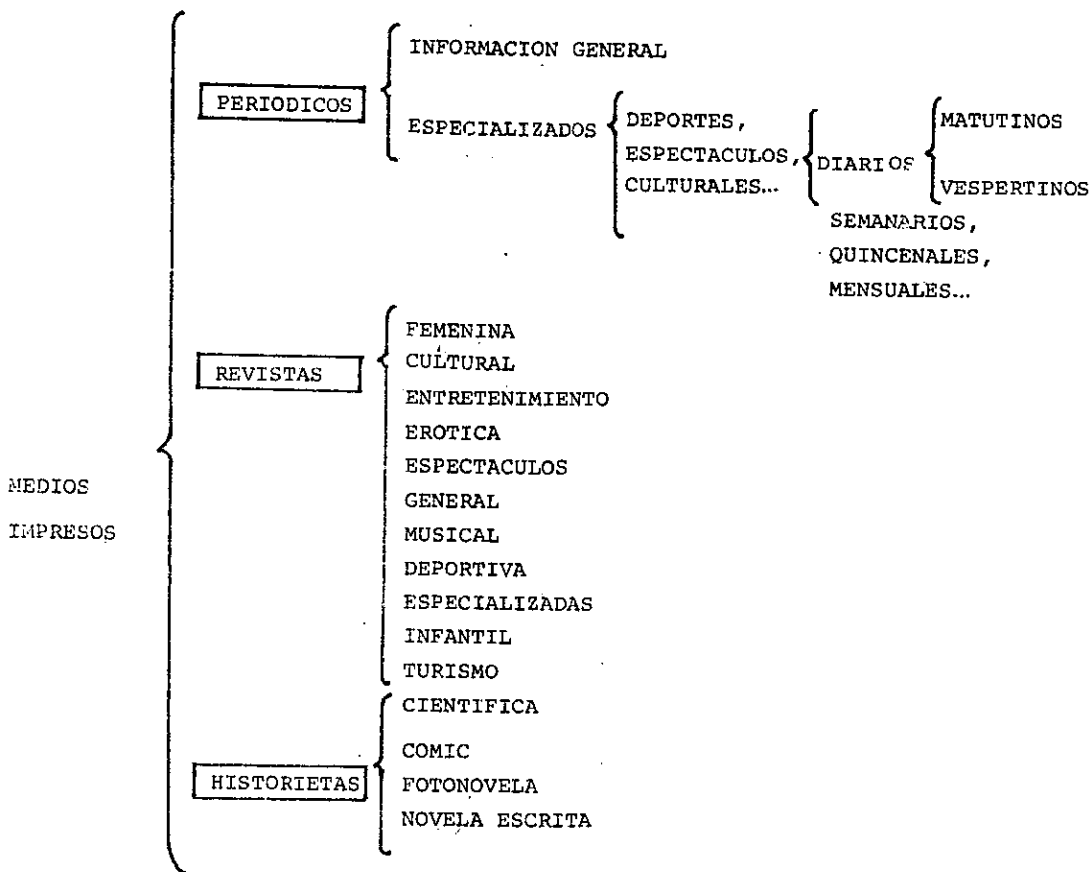 INFORMACION GENERAL
PERIODICOS
ESPECIALIZADOS
DEPORTES,
ESPECTACULOS,
CULTURALES...
DIARIOS
MATUTINOS
VESPERTINOS
SEMANARIOS,
QUINCENALES,
MENSUALES...
REVISTAS
FEMENINA
CULTURAL
ENTRETENIMIENTO
EROTICA
ESPECTACULOS
GENERAL
MUSICAL
DEPORTIVA
ESPECIALIZADAS
INFANTIL
TURISMO
MEDIOS
IMPRESOS
HISTORIETAS
CIENTIFICA
COMIC
FOTONOVELA
NOVELA ESCRITA